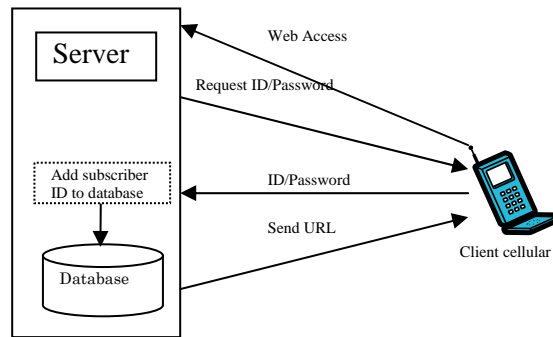 Server
Web Access
Request ID/Password
Add subscriber
ID to database
ID/Password
Send URL
Client cellular
Database